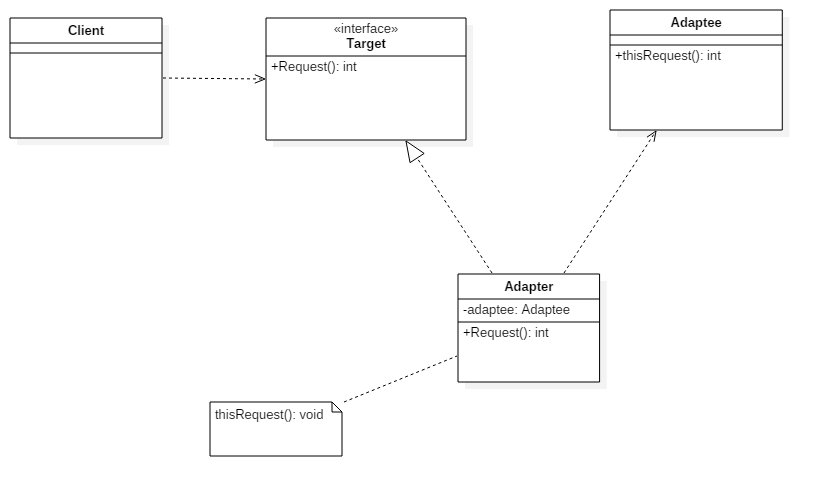 Client
«interface»
Target
+Request(): int
Adaptee
+thisRequest(): int
Adapter
-adaptee: Adaptee
+Request(): int
thisRequest(): void